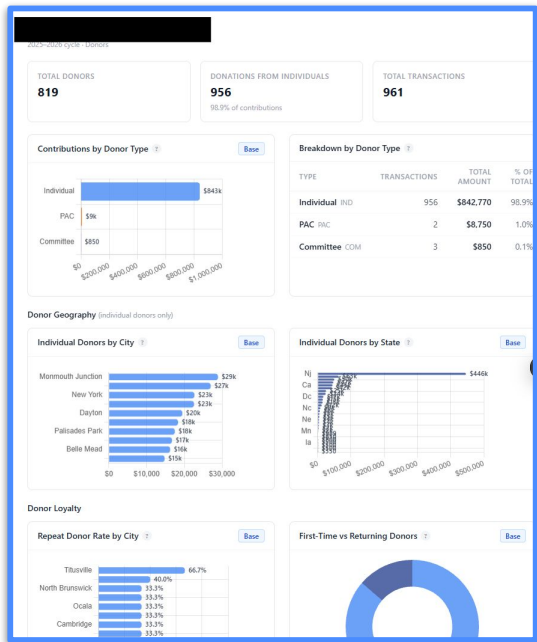 2025–2026 cycle · Donors
TOTAL DONORS
819
DONATIONS FROM INDIVIDUALS
956
98.9% of contributions
TOTAL TRANSACTIONS
961
Contributions by Donor Type ?
Base
Individual
$843k
PAC
$9k
Committee
$850
$0 $200,000 $400,000 $600,000 $800,000 $1,000,000
Breakdown by Donor Type ?
TYPE TRANSACTIONS TOTAL AMOUNT % OF TOTAL
Individual IND 956 $842,770 98.9%
PAC PAC 2 $8,750 1.0%
Committee COM 3 $850 0.1%
Donor Geography (individual donors only)
Individual Donors by City ?
Base
Monmouth Junction
$29k
$27k
New York
$23k
$23k
Dayton
$20k
$18k
Palisades Park
$18k
$17k
Belle Mead
$16k
$15k
$0 $10,000 $20,000 $30,000
Individual Donors by State ?
Base
Nj
$446k
Ca
Dc
Nc
Ne
Mn
Ia
$0 $100,000 $200,000 $300,000 $400,000 $500,000
Donor Loyalty
Repeat Donor Rate by City ?
Base
Titusville
66.7%
40.0%
North Brunswick
33.3%
33.3%
Ocala
33.3%
33.3%
Cambridge
33.3%
33.3%
First-Time vs Returning Donors ?
Base